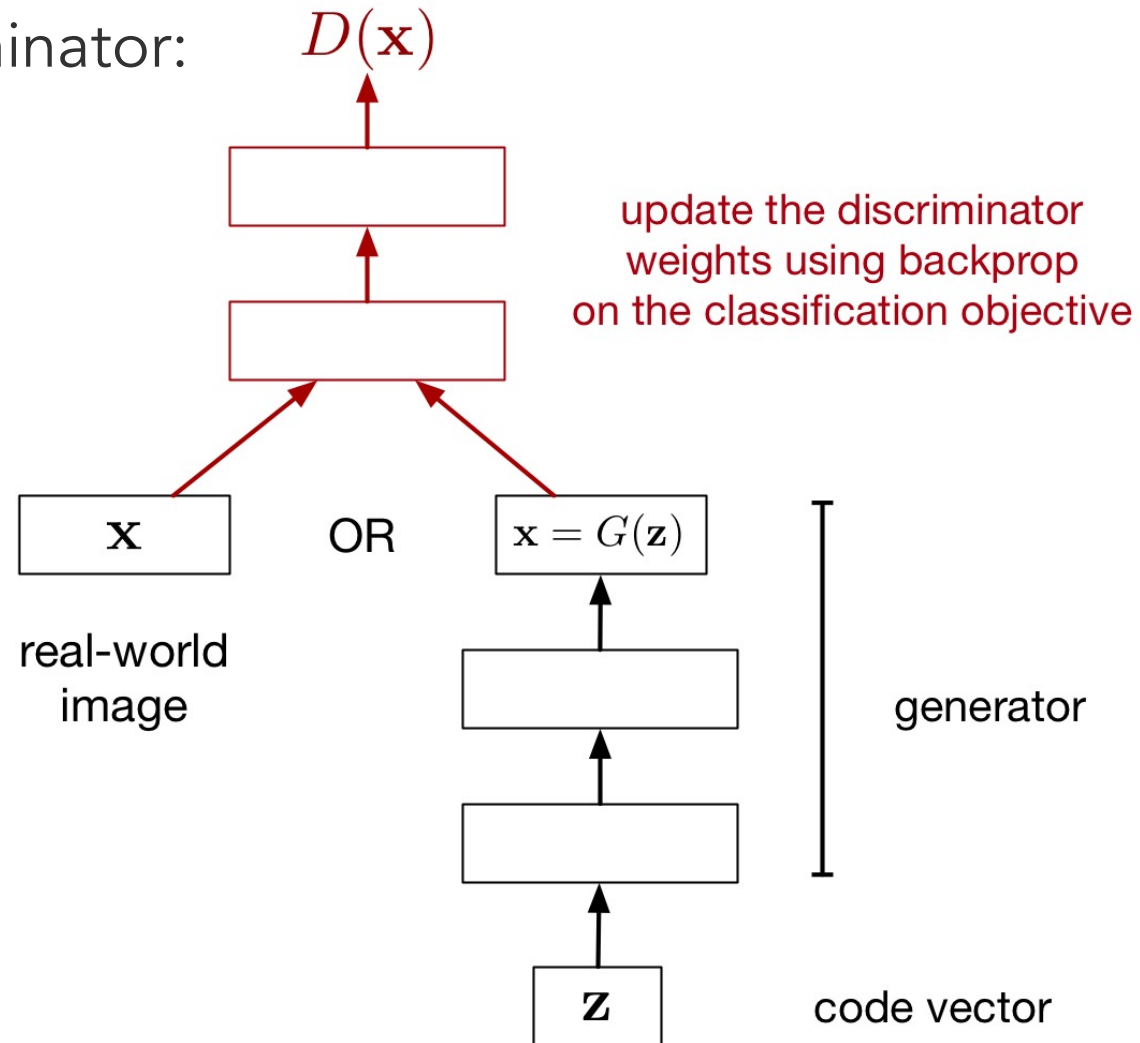 inator:
D(x)
update the discriminator
weights using backprop
on the classification objective
x
OR
x = G(z)
real-world
image
generator
z
code vector